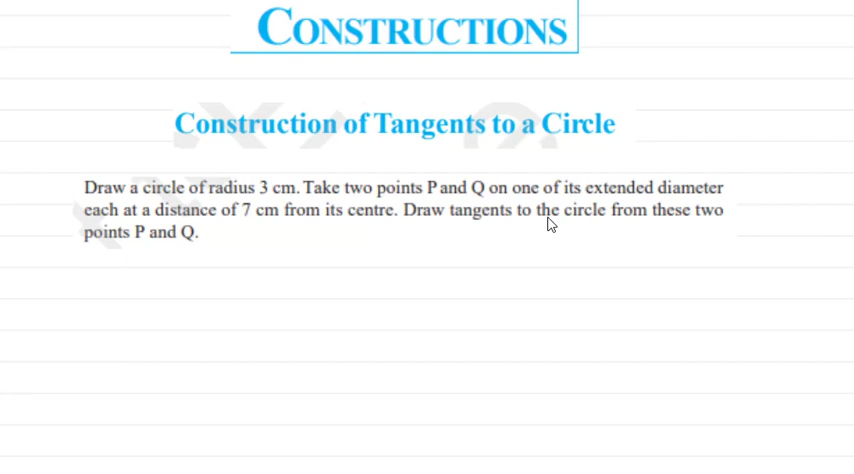 CONSTRUCTIONS
Construction of Tangents to a Circle
Draw a circle of radius 3 cm. Take two points P and Q on one of its extended diameter
each at a distance of 7 cm from its centre. Draw tangents to the circle from these two
points P and Q.